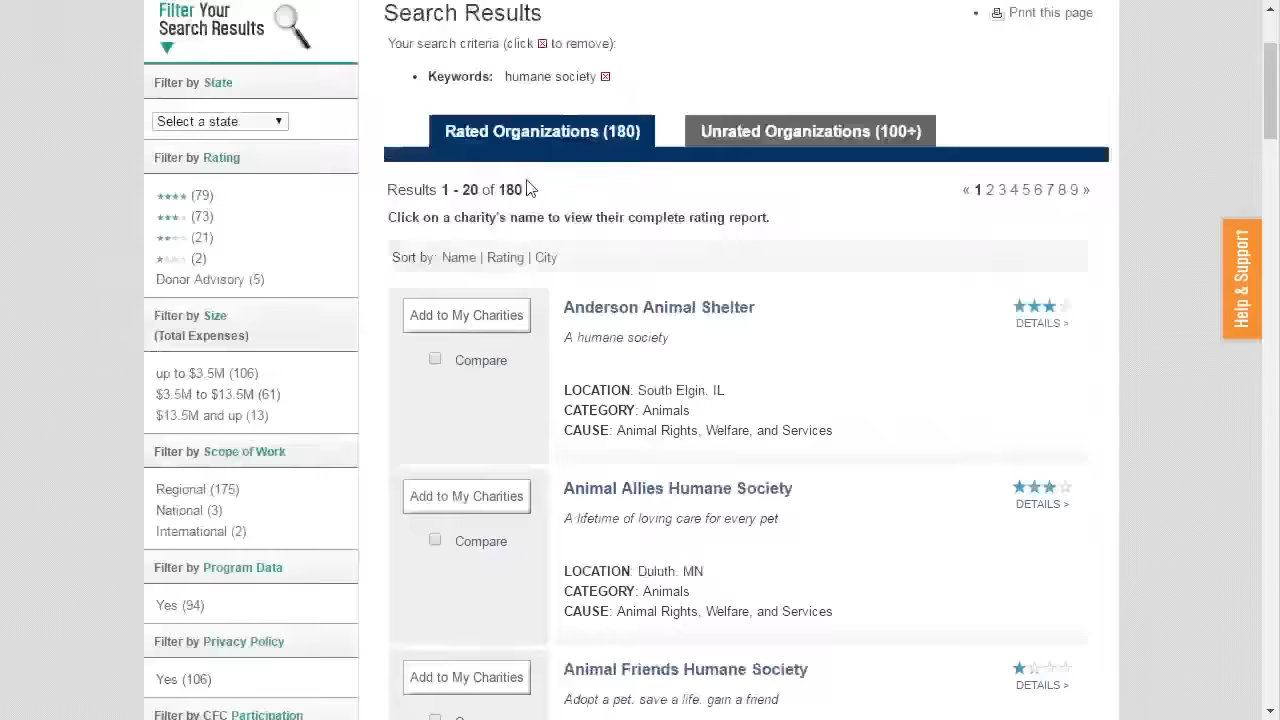 Filter Your
Search Results
Filter by State
Select a state
Filter by Rating
(79)
(73)
(21)
(2)
Donor Advisory (5)
Filter by Size
(Total Expenses)
up to $3.5M (106)
$3.5M to $13.5M (61)
$13.5M and up (13)
Filter by Scope of Work
Regional (175)
National (3)
International (2)
Filter by Program Data
Yes (94)
Filter by Privacy Policy
Yes (106)
Filter by CFC Participation
Search Results
Print this page
Your search criteria (click to remove):
Keywords: humane society
Rated Organizations (180)
Unrated Organizations (100+)
Results 1 - 20 of 180
« 1 2 3 4 5 6 7 8 9 »
Click on a charity's name to view their complete rating report.
Sort by: Name | Rating | City
Add to My Charities
Compare
Anderson Animal Shelter
A humane society
LOCATION: South Elgin, IL
CATEGORY: Animals
CAUSE: Animal Rights, Welfare, and Services
DETAILS >
Add to My Charities
Compare
Animal Allies Humane Society
A lifetime of loving care for every pet
LOCATION: Duluth, MN
CATEGORY: Animals
CAUSE: Animal Rights, Welfare, and Services
DETAILS >
Add to My Charities
Animal Friends Humane Society
Adopt a pet, save a life, gain a friend
DETAILS >
Help & Support